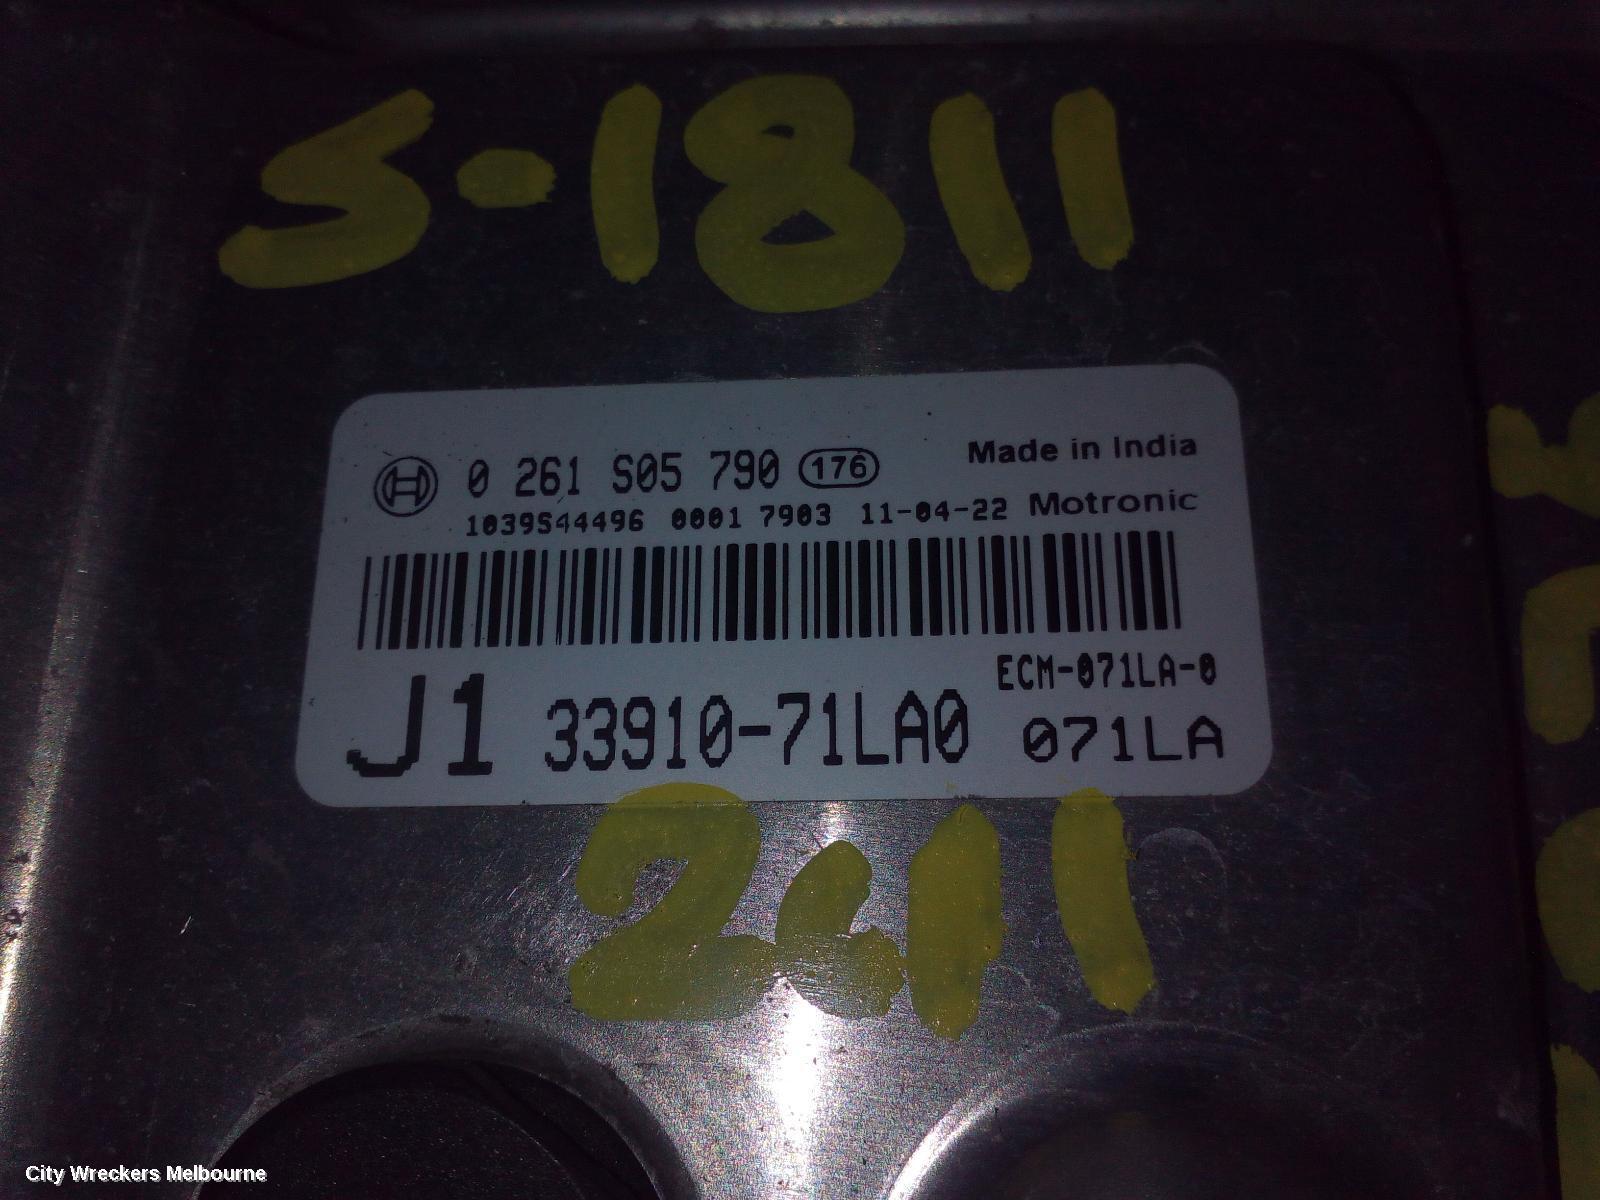 S-1811
0 261 S05 790 176 Made in India
1039S44496 0001 7903 11-04-22 Motronic
ECM-071LA-0
J1 33910-71LA0 071LA
2011
City Wreckers Melbourne